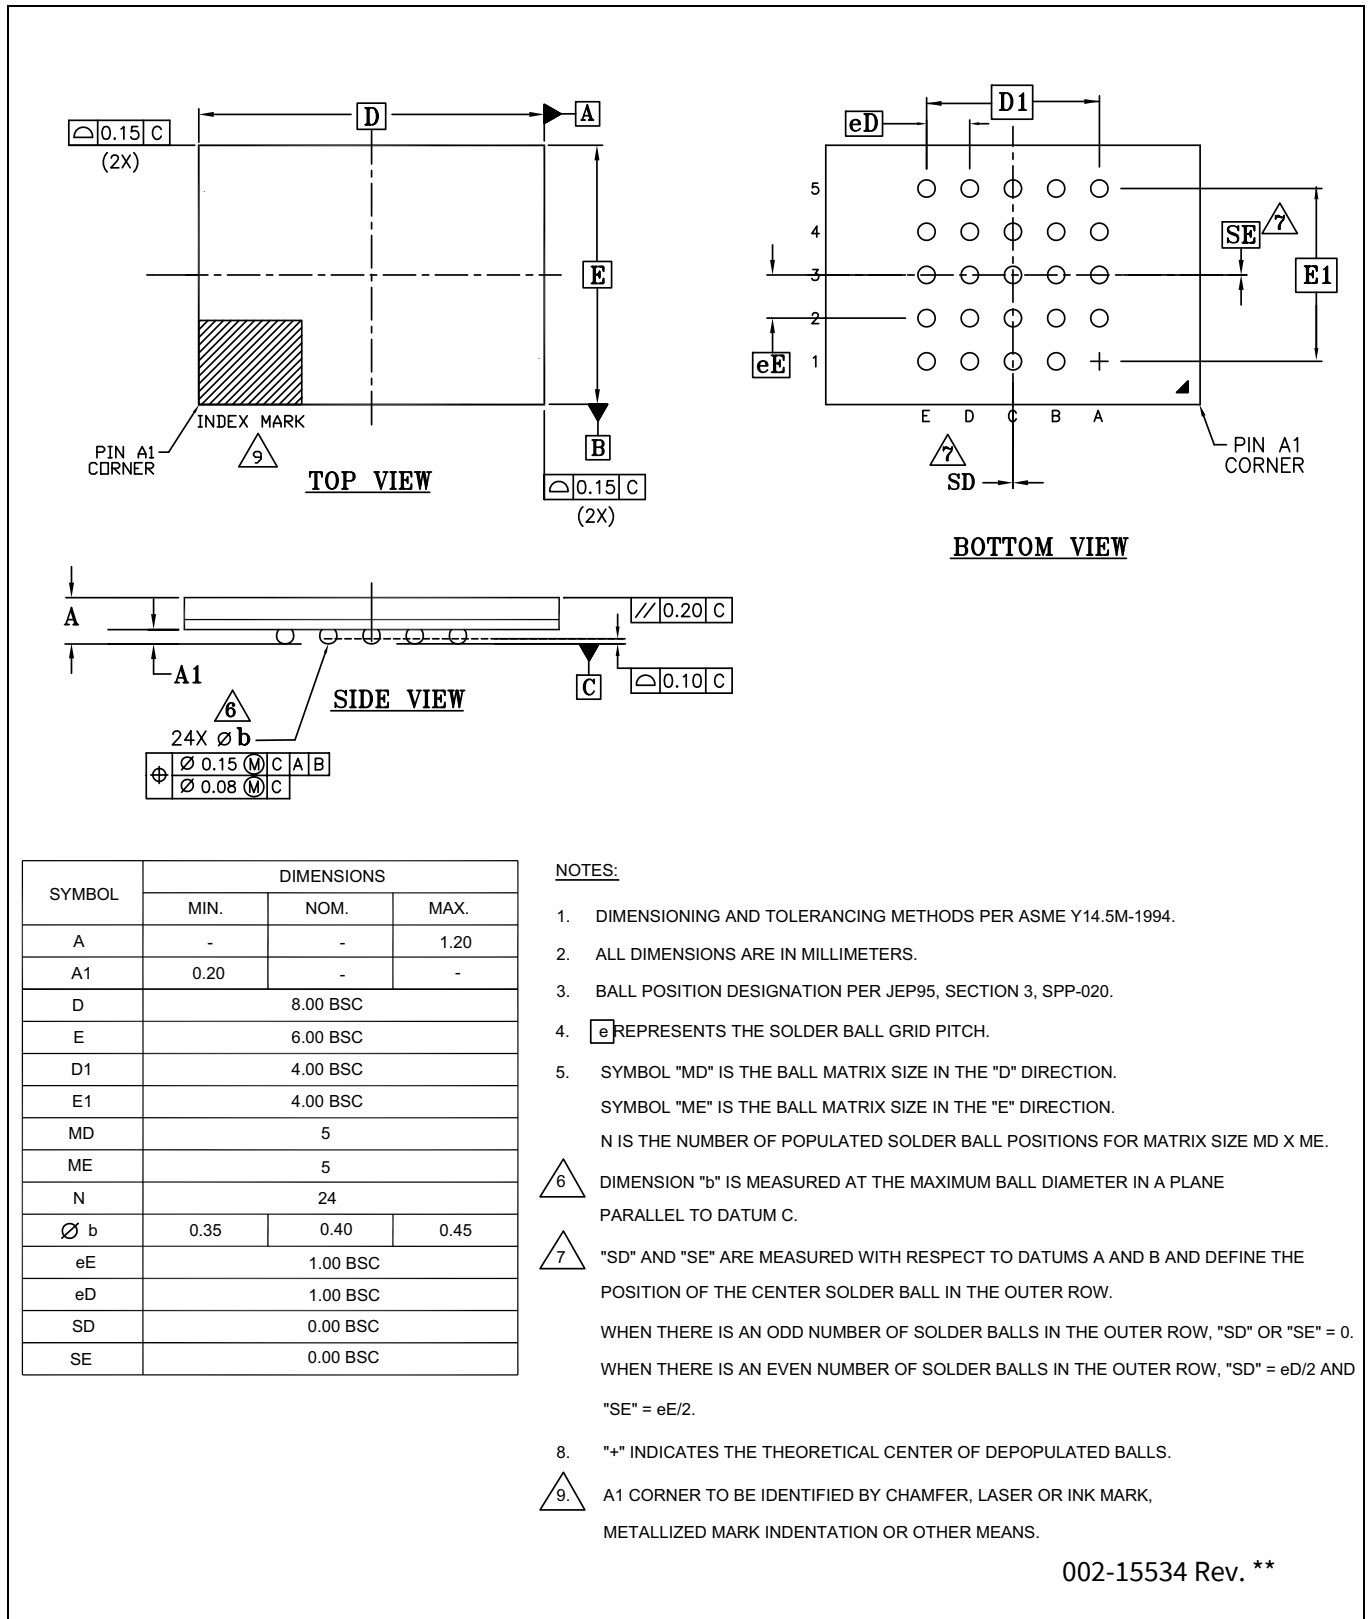 D
A
⌓ 0.15 C
(2X)
E
INDEX MARK
9
PIN A1
CORNER
B
TOP VIEW
⌓ 0.15 C
(2X)
D1
eD
5
4
3
2
1
7
SE
E1
eE
E D C B A
7
SD
PIN A1
CORNER
BOTTOM VIEW
A
A1
// 0.20 C
⌓ 0.10 C
C
SIDE VIEW
6
24X ⌀ b
⌖ ⌀ 0.15 Ⓜ C A B
⌀ 0.08 Ⓜ C
SYMBOL DIMENSIONS
MIN. NOM. MAX.
A - - 1.20
A1 0.20 - -
D 8.00 BSC
E 6.00 BSC
D1 4.00 BSC
E1 4.00 BSC
MD 5
ME 5
N 24
⌀ b 0.35 0.40 0.45
eE 1.00 BSC
eD 1.00 BSC
SD 0.00 BSC
SE 0.00 BSC
NOTES:
1. DIMENSIONING AND TOLERANCING METHODS PER ASME Y14.5M-1994.
2. ALL DIMENSIONS ARE IN MILLIMETERS.
3. BALL POSITION DESIGNATION PER JEP95, SECTION 3, SPP-020.
4. e REPRESENTS THE SOLDER BALL GRID PITCH.
5. SYMBOL "MD" IS THE BALL MATRIX SIZE IN THE "D" DIRECTION.
SYMBOL "ME" IS THE BALL MATRIX SIZE IN THE "E" DIRECTION.
N IS THE NUMBER OF POPULATED SOLDER BALL POSITIONS FOR MATRIX SIZE MD X ME.
6 DIMENSION "b" IS MEASURED AT THE MAXIMUM BALL DIAMETER IN A PLANE
PARALLEL TO DATUM C.
7 "SD" AND "SE" ARE MEASURED WITH RESPECT TO DATUMS A AND B AND DEFINE THE
POSITION OF THE CENTER SOLDER BALL IN THE OUTER ROW.
WHEN THERE IS AN ODD NUMBER OF SOLDER BALLS IN THE OUTER ROW, "SD" OR "SE" = 0.
WHEN THERE IS AN EVEN NUMBER OF SOLDER BALLS IN THE OUTER ROW, "SD" = eD/2 AND
"SE" = eE/2.
8. "+" INDICATES THE THEORETICAL CENTER OF DEPOPULATED BALLS.
9. A1 CORNER TO BE IDENTIFIED BY CHAMFER, LASER OR INK MARK,
METALLIZED MARK INDENTATION OR OTHER MEANS.
002-15534 Rev. **